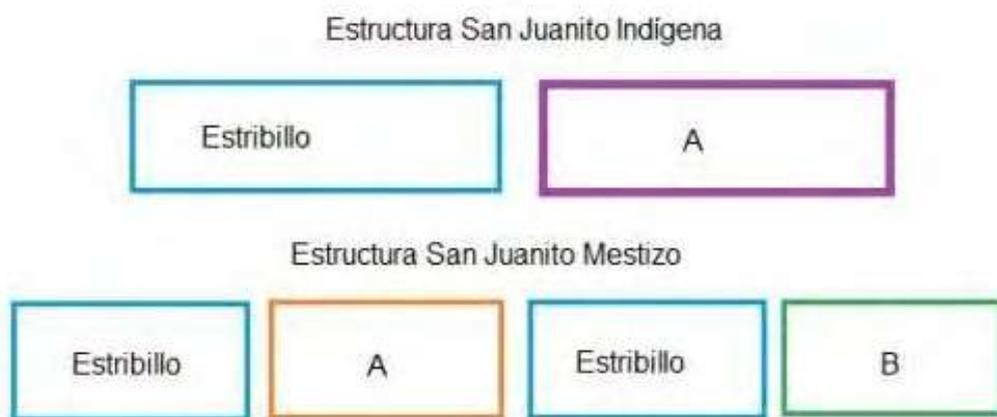 Estructura San Juanito Indígena
Estribillo A
Estructura San Juanito Mestizo
Estribillo A Estribillo B